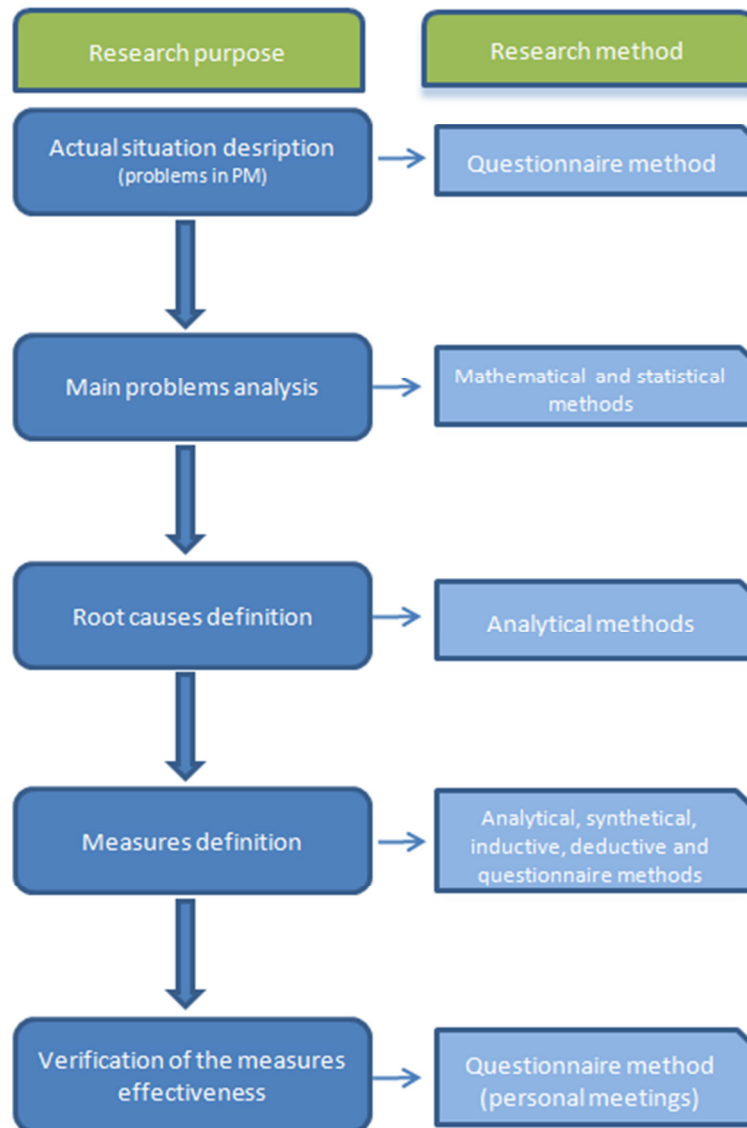 Research purpose
Research method
Actual situation desription
(problems in PM)
Questionnaire method
Main problems analysis
Mathematical and statistical
methods
Root causes definition
Analytical methods
Measures definition
Analytical, synthetical,
inductive, deductive and
questionnaire methods
Verification of the measures
effectiveness
Questionnaire method
(personal meetings)